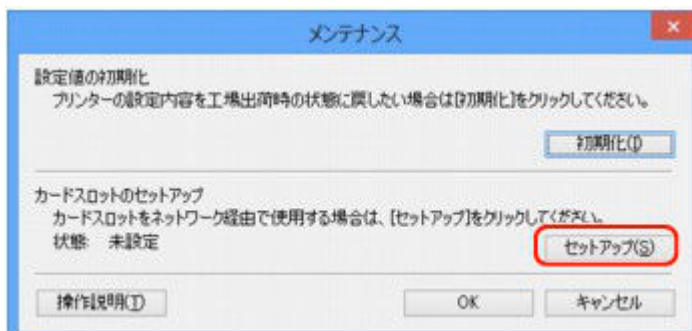 メンテナンス
設定値の初期化
プリンターの設定内容を工場出荷時の状態に戻したい場合は[初期化]をクリックしてください。
初期化(I)
カードスロットのセットアップ
カードスロットをネットワーク経由で使用する場合は、[セットアップ]をクリックしてください。
状態: 未設定
セットアップ(S)
操作説明(T)
OK
キャンセル